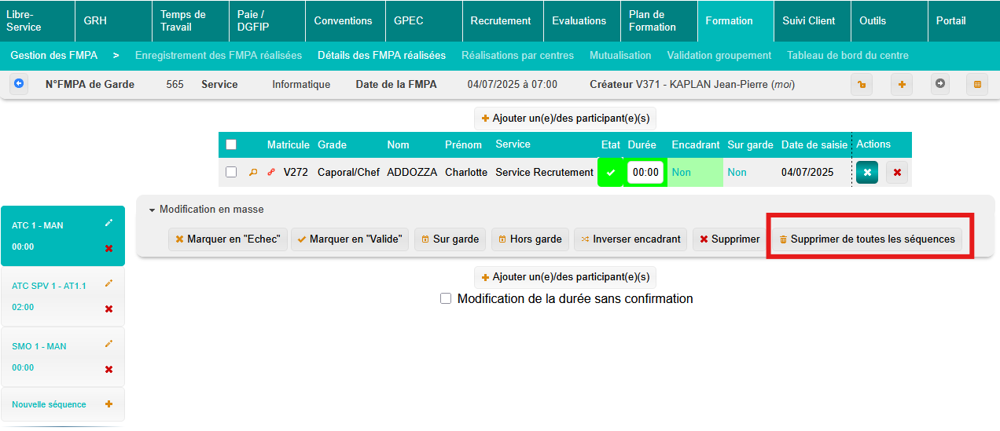 Libre-Service GRH Temps de Travail Paie / DGFIP Conventions GPEC Recrutement Evaluations Plan de Formation Formation Suivi Client Outils Portail
Gestion des FMPA > Enregistrement des FMPA réalisées Détails des FMPA réalisées Réalisations par centres Mutualisation Validation groupement Tableau de bord du centre
N°FMPA de Garde 565 Service Informatique Date de la FMPA 04/07/2025 à 07:00 Créateur V371 - KAPLAN Jean-Pierre (moi)
Ajouter un(e)/des participant(e)(s)
Matricule Grade Nom Prénom Service Etat Durée Encadrant Sur garde Date de saisie Actions
V272 Caporal/Chef ADDOZZA Charlotte Service Recrutement 00:00 Non Non 04/07/2025
Modification en masse
Marquer en "Echec" Marquer en "Valide" Sur garde Hors garde Inverser encadrant Supprimer Supprimer de toutes les séquences
Ajouter un(e)/des participant(e)(s)
Modification de la durée sans confirmation
ATC 1 - MAN
00:00
ATC SPV 1 - AT1.1
02:00
SMO 1 - MAN
00:00
Nouvelle séquence